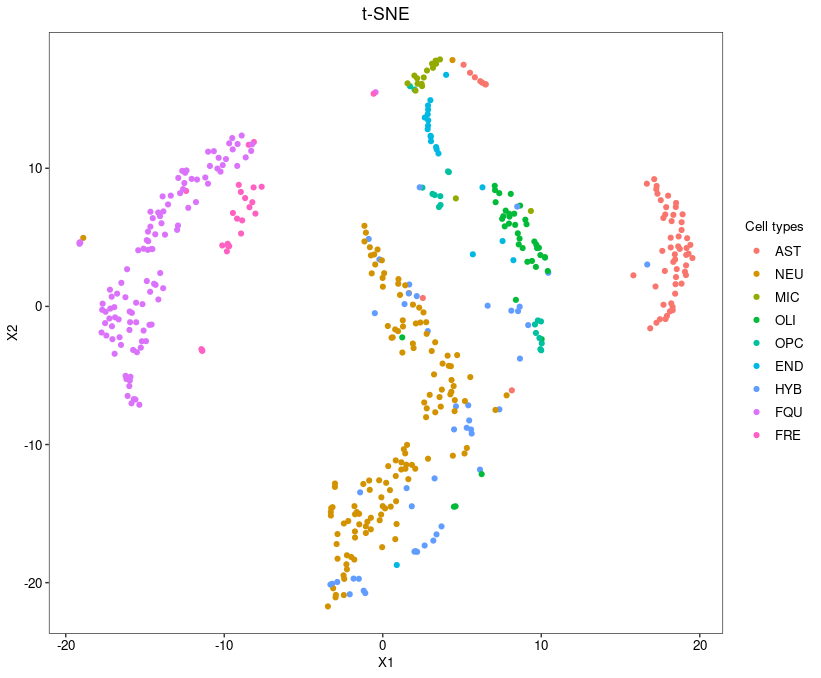 t-SNE
X2
10
0
-10
-20
-20
-10
0
10
20
X1
Cell types
AST
NEU
MIC
OLI
OPC
END
HYB
FQU
FRE